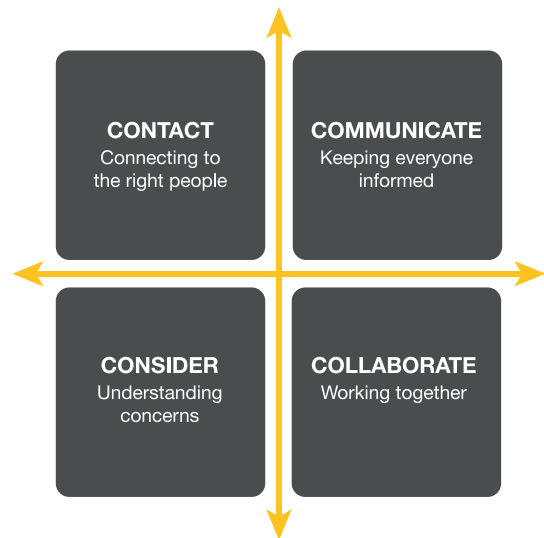 CONTACT
Connecting to
the right people
COMMUNICATE
Keeping everyone
informed
CONSIDER
Understanding
concerns
COLLABORATE
Working together